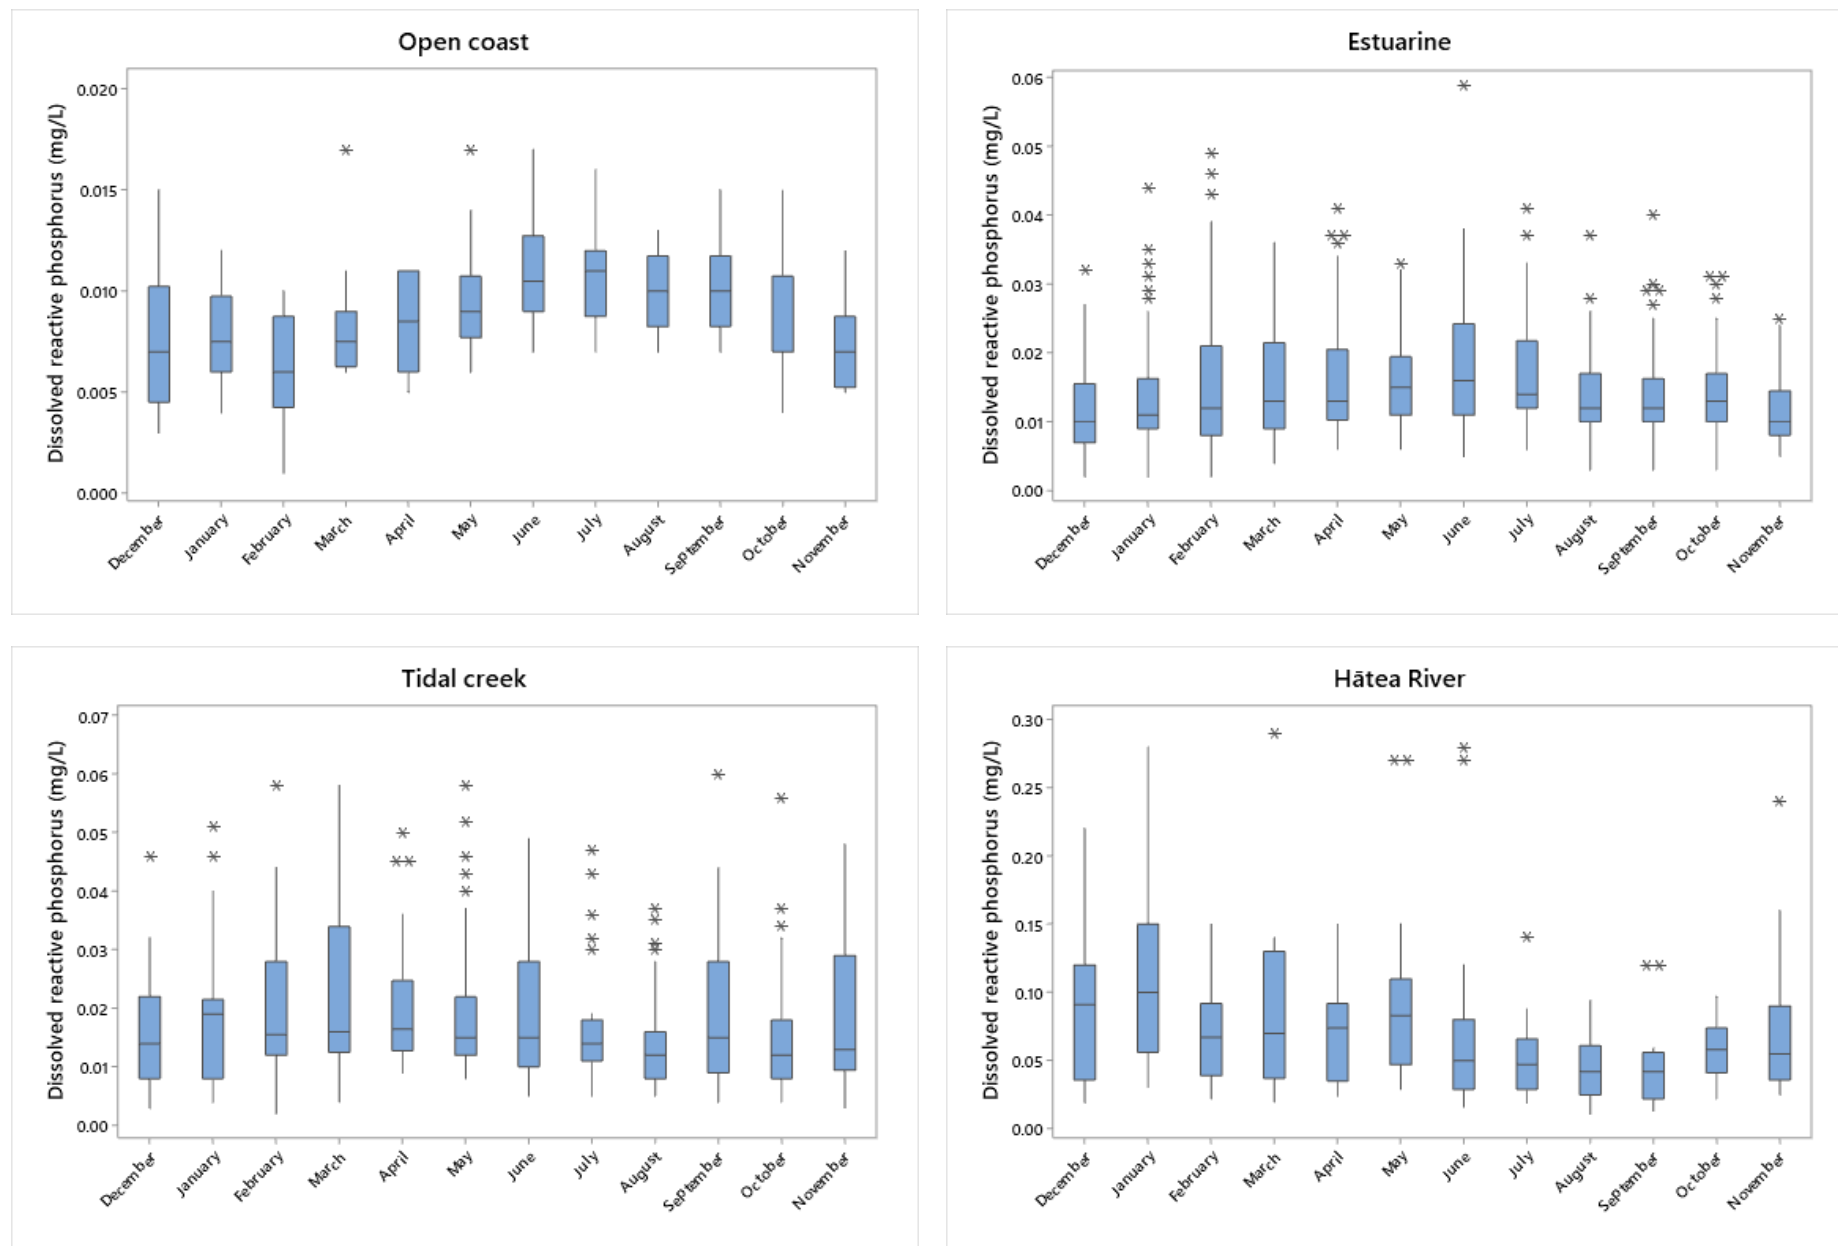 Open coast
Dissolved reactive phosphorus (mg/L)
0.020
0.015
0.010
0.005
0.000
December January February March April May June July August September October November
Estuarine
Dissolved reactive phosphorus (mg/L)
0.06
0.05
0.04
0.03
0.02
0.01
0.00
December January February March April May June July August September October November
Tidal creek
Dissolved reactive phosphorus (mg/L)
0.07
0.06
0.05
0.04
0.03
0.02
0.01
0.00
December January February March April May June July August September October November
Hātea River
Dissolved reactive phosphorus (mg/L)
0.30
0.25
0.20
0.15
0.10
0.05
0.00
December January February March April May June July August September October November